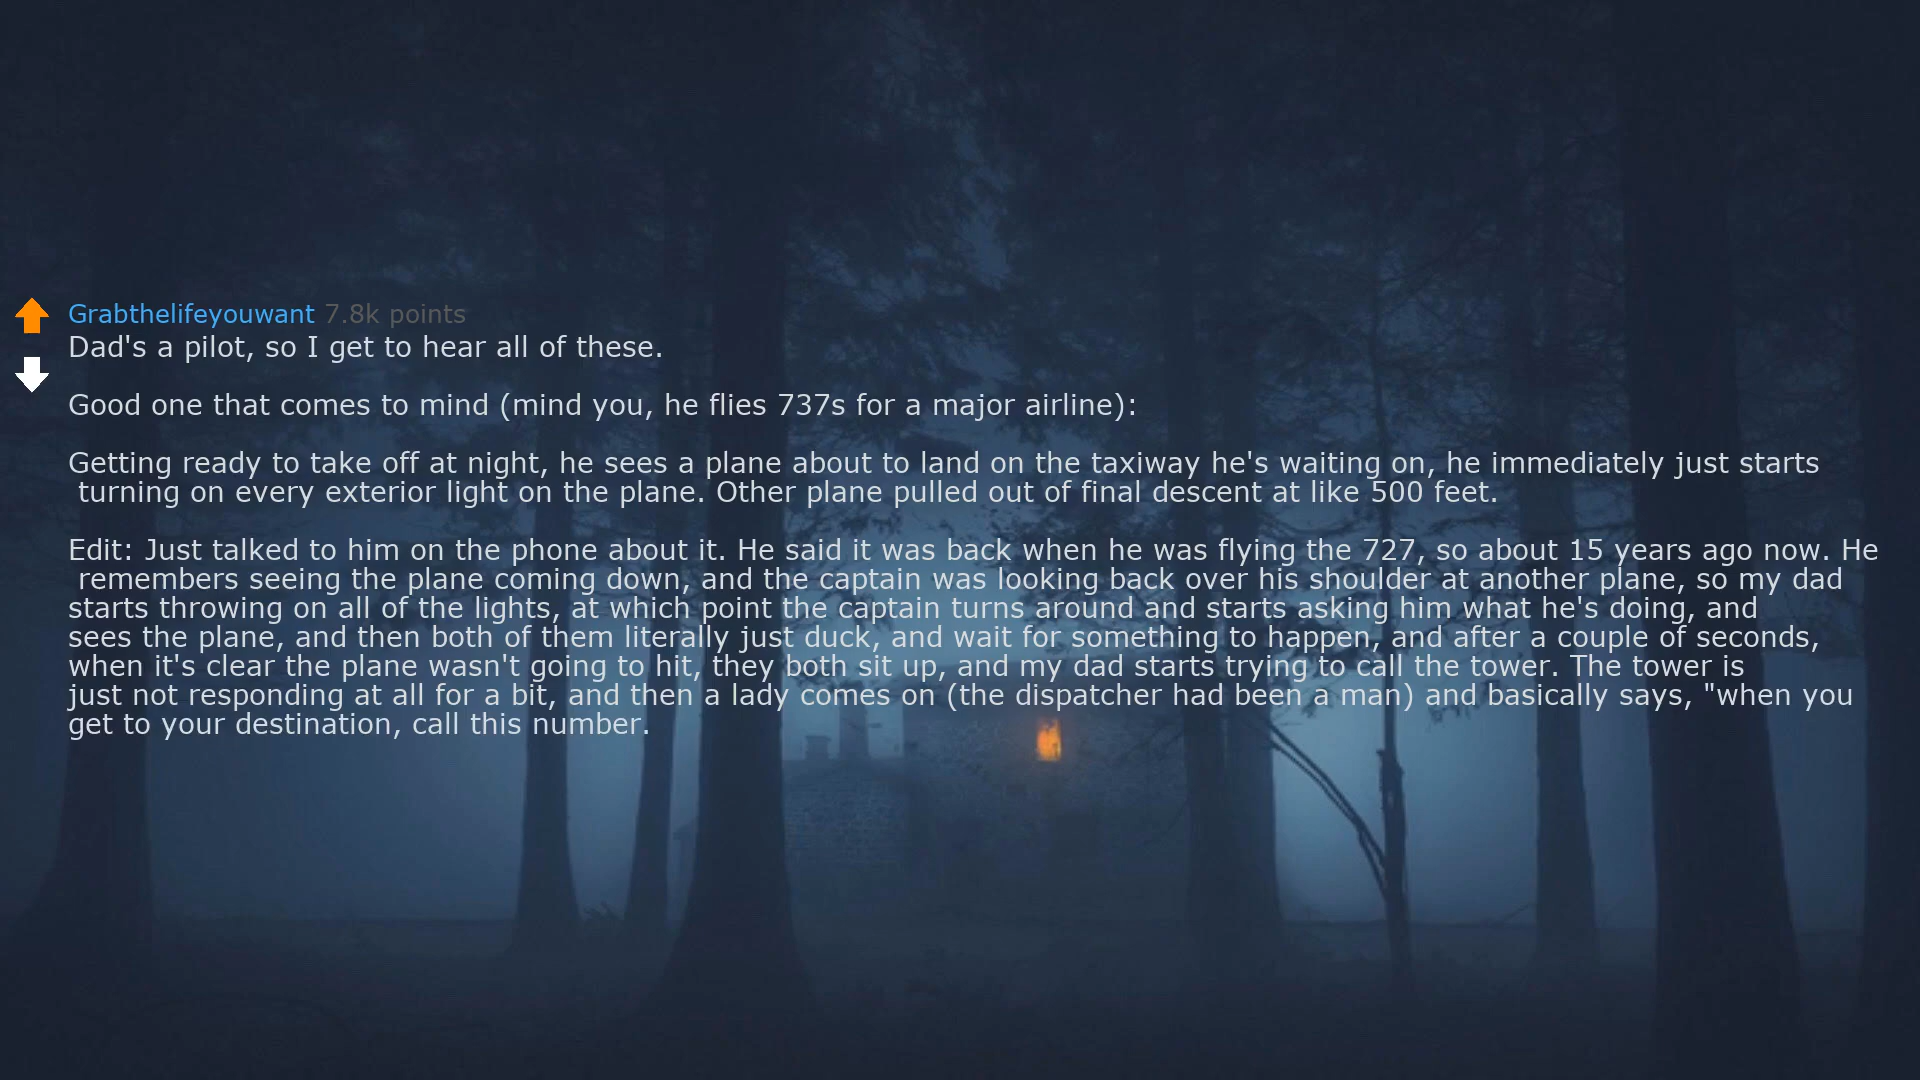 Grabthelifeyouwant 7.8k points
Dad's a pilot, so I get to hear all of these.
Good one that comes to mind (mind you, he flies 737s for a major airline):
Getting ready to take off at night, he sees a plane about to land on the taxiway he's waiting on, he immediately just starts
turning on every exterior light on the plane. Other plane pulled out of final descent at like 500 feet.
Edit: Just talked to him on the phone about it. He said it was back when he was flying the 727, so about 15 years ago now. He
remembers seeing the plane coming down, and the captain was looking back over his shoulder at another plane, so my dad
starts throwing on all of the lights, at which point the captain turns around and starts asking him what he's doing, and
sees the plane, and then both of them literally just duck, and wait for something to happen, and after a couple of seconds,
when it's clear the plane wasn't going to hit, they both sit up, and my dad starts trying to call the tower. The tower is
just not responding at all for a bit, and then a lady comes on (the dispatcher had been a man) and basically says, "when you
get to your destination, call this number.